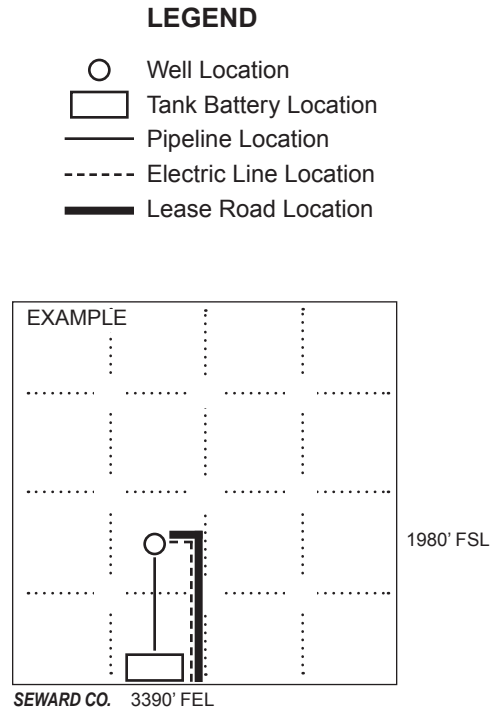 LEGEND
Well Location
Tank Battery Location
Pipeline Location
Electric Line Location
Lease Road Location
EXAMPLE
1980’ FSL
SEWARD CO. 3390’ FEL